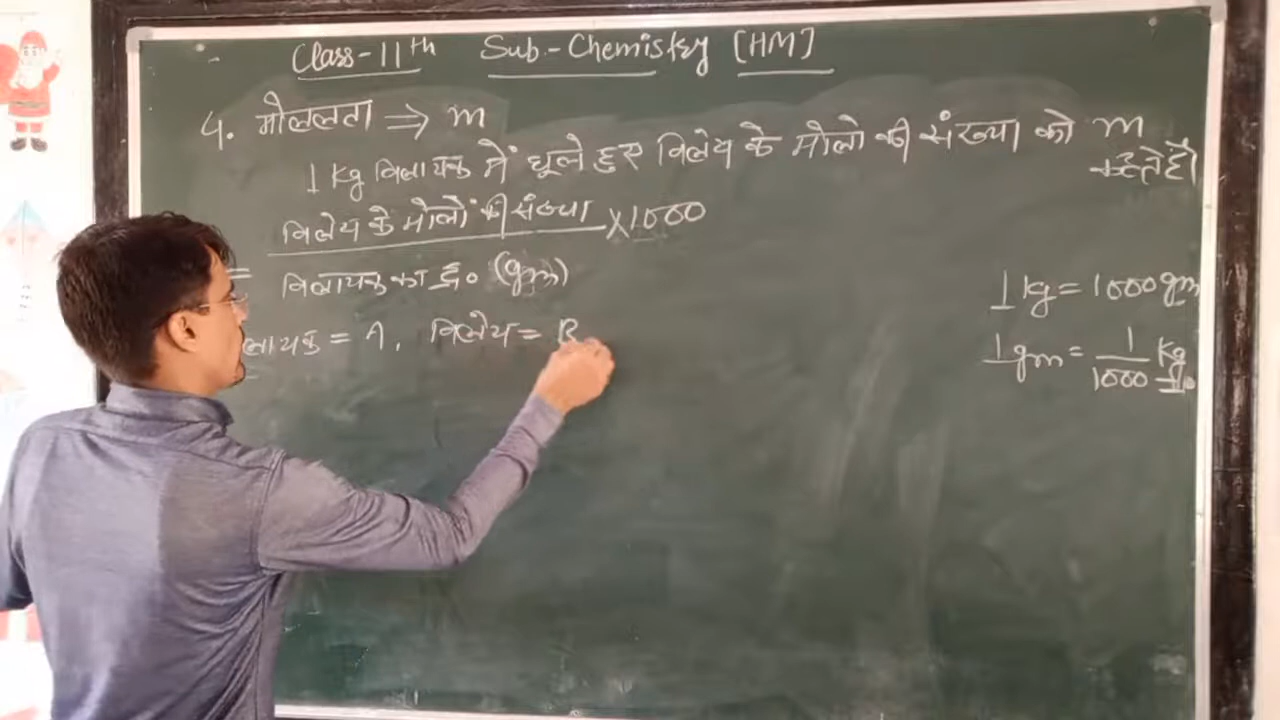 Class-11th Sub-Chemistry [HM]
4. मोललता ⇒ m
1 Kg विलायक में घूले हुए विलेय के मोलो की संख्या को m
कहते हैं।
विलेय के मोलों की संख्या ×1000
= विलायक का द्र० (gm)
लायक = A, विलेय = B
1 Kg = 1000 gm
1 gm = 1/1000 Kg